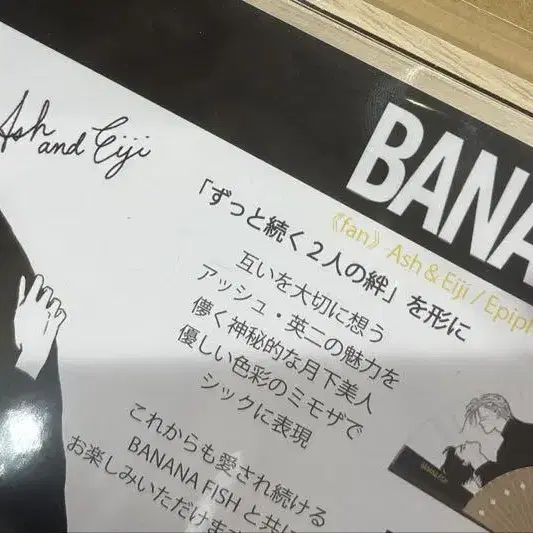 Ash
and Eiji
BANA
《fan》 Ash & Eiji / Epiph
「ずっと続く2人の絆」を形に
互いを大切に想う
アッシュ・英二の魅力を
儚く神秘的な月下美人
優しい色彩のミモザで
シックに表現
これからも愛され続ける
BANANA FISH と共に
お楽しみいただけます